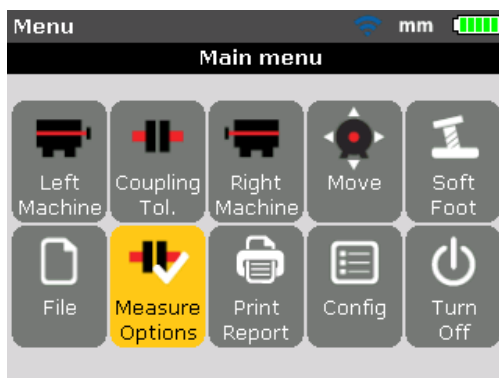 Menu mm
Main menu
Left Machine
Coupling Tol.
Right Machine
Move
Soft Foot
File
Measure Options
Print Report
Config
Turn Off